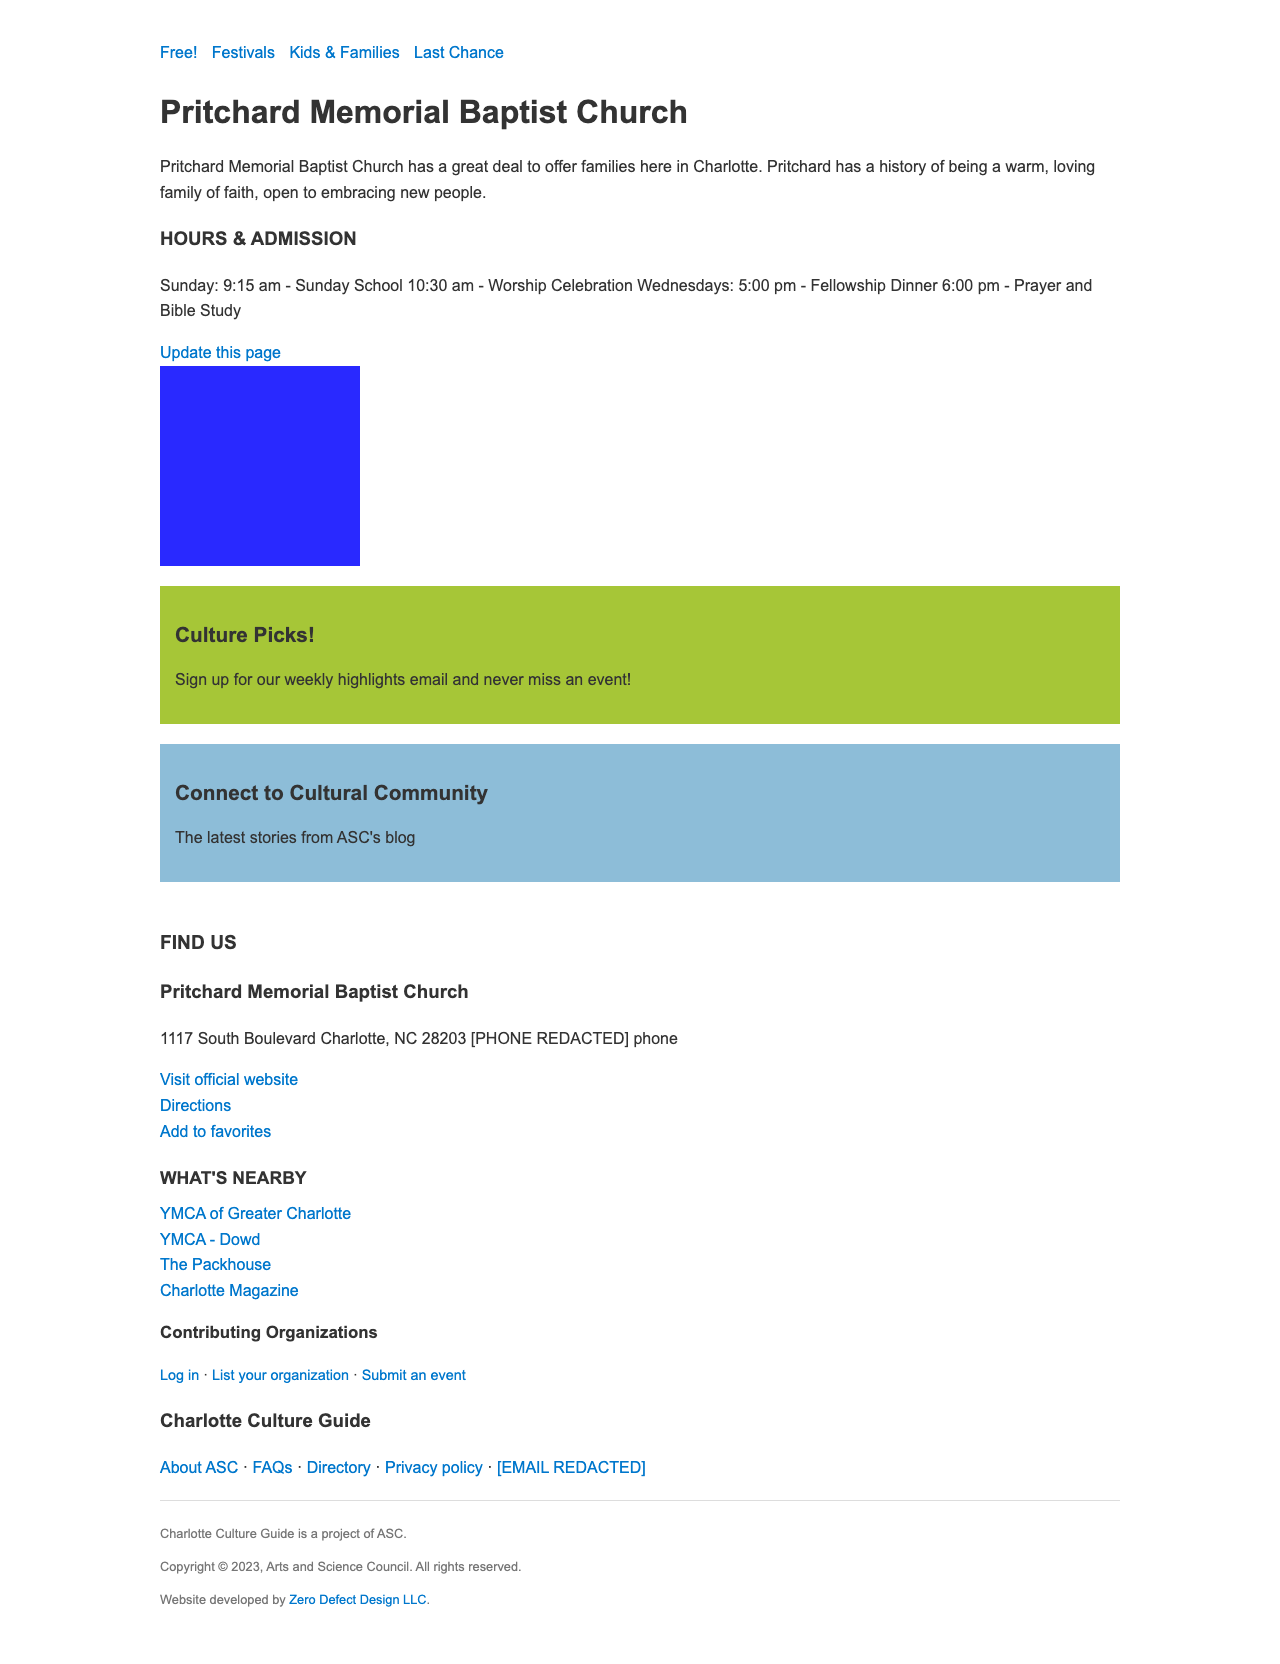 Free! Festivals Kids & Families Last Chance
Pritchard Memorial Baptist Church
Pritchard Memorial Baptist Church has a great deal to offer families here in Charlotte. Pritchard has a history of being a warm, loving
family of faith, open to embracing new people.
HOURS & ADMISSION
Sunday: 9:15 am - Sunday School 10:30 am - Worship Celebration Wednesdays: 5:00 pm - Fellowship Dinner 6:00 pm - Prayer and
Bible Study
Update this page
Culture Picks!
Sign up for our weekly highlights email and never miss an event!
Connect to Cultural Community
The latest stories from ASC's blog
FIND US
Pritchard Memorial Baptist Church
1117 South Boulevard Charlotte, NC 28203 [PHONE REDACTED] phone
Visit official website
Directions
Add to favorites
WHAT'S NEARBY
YMCA of Greater Charlotte
YMCA - Dowd
The Packhouse
Charlotte Magazine
Contributing Organizations
Log in · List your organization · Submit an event
Charlotte Culture Guide
About ASC · FAQs · Directory · Privacy policy · [EMAIL REDACTED]
Charlotte Culture Guide is a project of ASC.
Copyright © 2023, Arts and Science Council. All rights reserved.
Website developed by Zero Defect Design LLC.